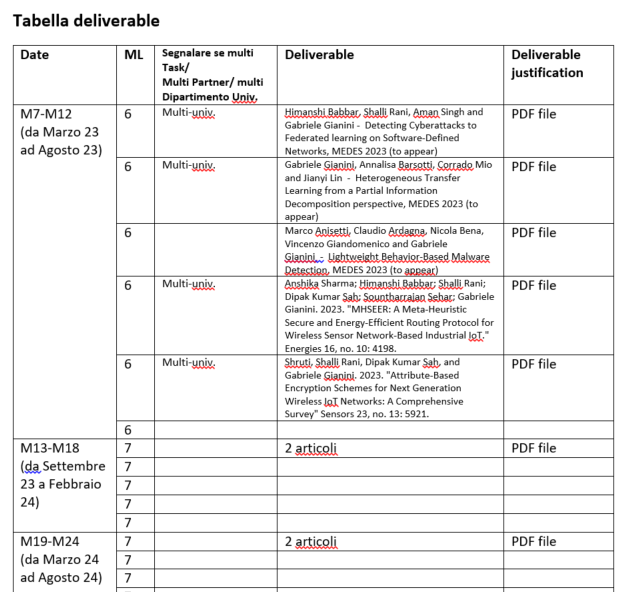 Tabella deliverable
Date
ML
Segnalare se multi
Task/
Multi Partner/ multi
Dipartimento Univ.
Deliverable
Deliverable
justification
M7-M12
(da Marzo 23
ad Agosto 23)
6
Multi-univ.
Himanshi Babbar, Shalli Rani, Aman Singh and
Gabriele Gianini - Detecting Cyberattacks to
Federated learning on Software-Defined
Networks, MEDES 2023 (to appear)
PDF file
6
Multi-univ.
Gabriele Gianini, Annalisa Barsotti, Corrado Mio
and Jianyi Lin - Heterogeneous Transfer
Learning from a Partial Information
Decomposition perspective, MEDES 2023 (to
appear)
PDF file
6
Marco Anisetti, Claudio Ardagna, Nicola Bena,
Vincenzo Giandomenico and Gabriele
Gianini, - Lightweight Behavior-Based Malware
Detection, MEDES 2023 (to appear)
PDF file
6
Multi-univ.
Anshika Sharma; Himanshi Babbar; Shalli Rani;
Dipak Kumar Sah; Sountharrajan Sehar; Gabriele
Gianini. 2023. "MHSEER: A Meta-Heuristic
Secure and Energy-Efficient Routing Protocol for
Wireless Sensor Network-Based Industrial IoT."
Energies 16, no. 10: 4198.
PDF file
6
Multi-univ.
Shruti, Shalli Rani, Dipak Kumar Sah, and
Gabriele Gianini. 2023. "Attribute-Based
Encryption Schemes for Next Generation
Wireless IoT Networks: A Comprehensive
Survey" Sensors 23, no. 13: 5921.
PDF file
6
M13-M18
(da Settembre
23 a Febbraio
24)
7
2 articoli
PDF file
7
7
7
7
M19-M24
(da Marzo 24
ad Agosto 24)
7
2 articoli
PDF file
7
7